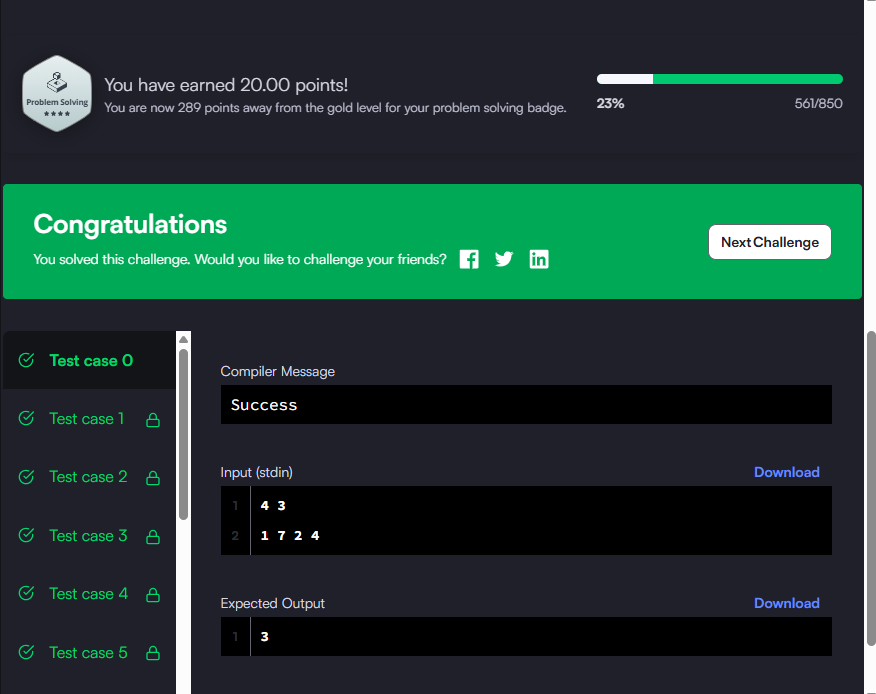 Problem Solving
You have earned 20.00 points!
You are now 289 points away from the gold level for your problem solving badge.
23%
561/850
Congratulations
You solved this challenge. Would you like to challenge your friends?
Next Challenge
Test case 0
Test case 1
Test case 2
Test case 3
Test case 4
Test case 5
Compiler Message
Success
Input (stdin)
Download
1 4 3
2 1 7 2 4
Expected Output
Download
1 3